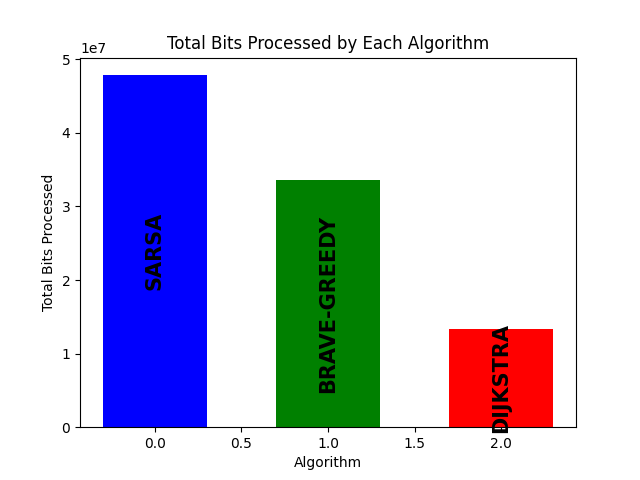 Total Bits Processed by Each Algorithm
1e7
5
4
3
2
1
0
Total Bits Processed
SARSA
BRAVE-GREEDY
DIJKSTRA
0.0 0.5 1.0 1.5 2.0
Algorithm